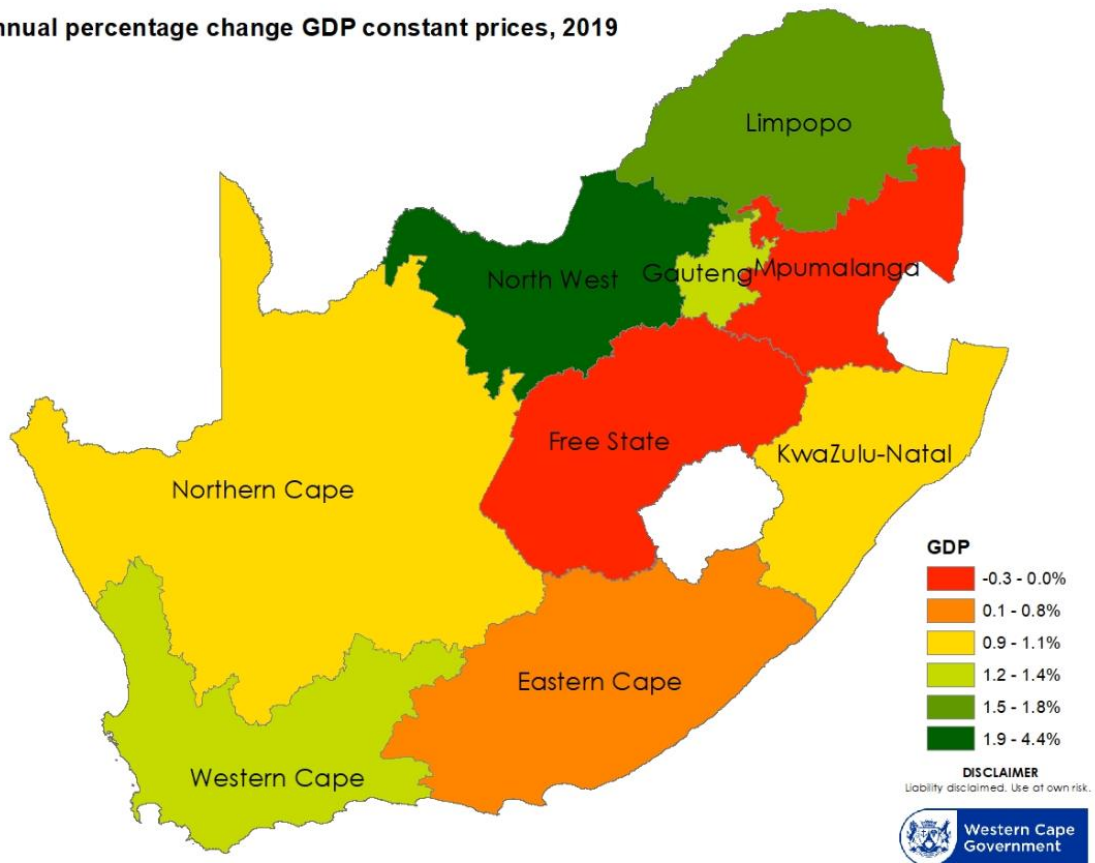 nnual percentage change GDP constant prices, 2019
Limpopo
North West
Gauteng
Mpumalanga
Free State
KwaZulu-Natal
Northern Cape
Eastern Cape
Western Cape
GDP
-0.3 - 0.0%
0.1 - 0.8%
0.9 - 1.1%
1.2 - 1.4%
1.5 - 1.8%
1.9 - 4.4%
DISCLAIMER
Liability disclaimed. Use at own risk.
Western Cape
Government